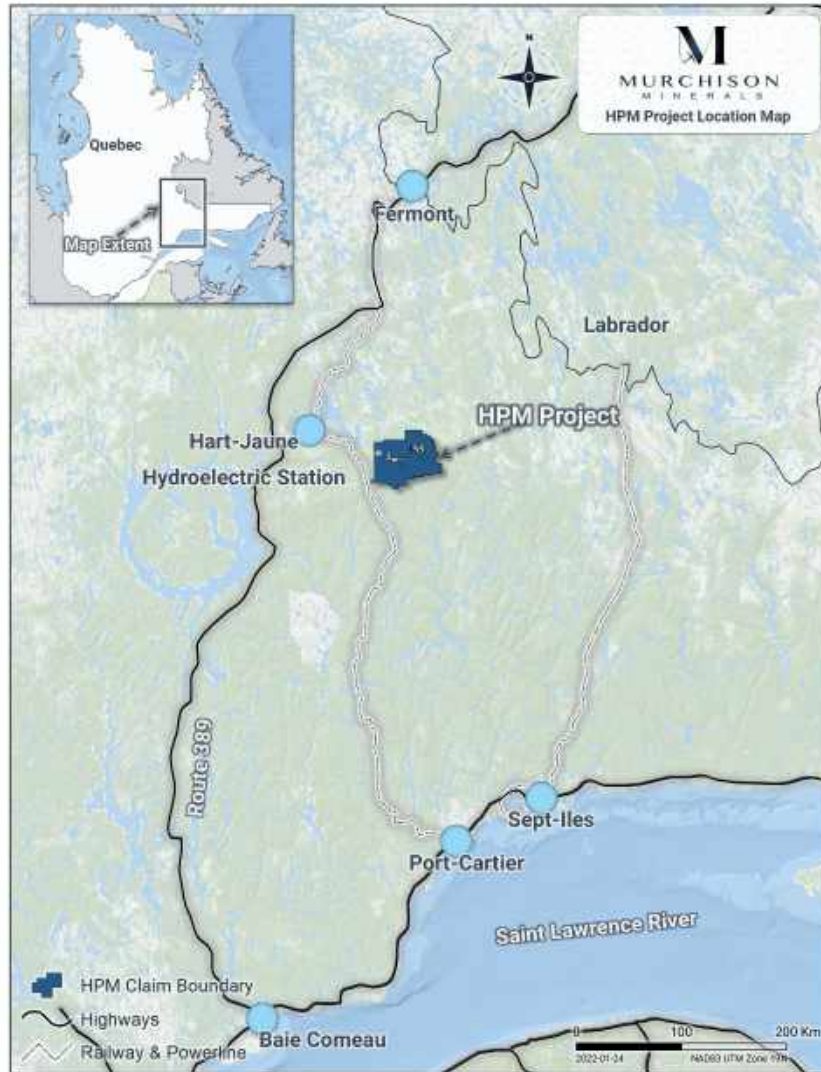 N
M
MURCHISON
MINERALS
HPM Project Location Map
Quebec
Map Extent
Fermont
Labrador
HPM Project
Hart-Jaune
Hydroelectric Station
Route 389
Sept-Iles
Port-Cartier
Saint Lawrence River
HPM Claim Boundary
Highways
Railway & Powerline
Baie Comeau
0 100 200 Km
2022-01-24 NAD83 UTM Zone 19N